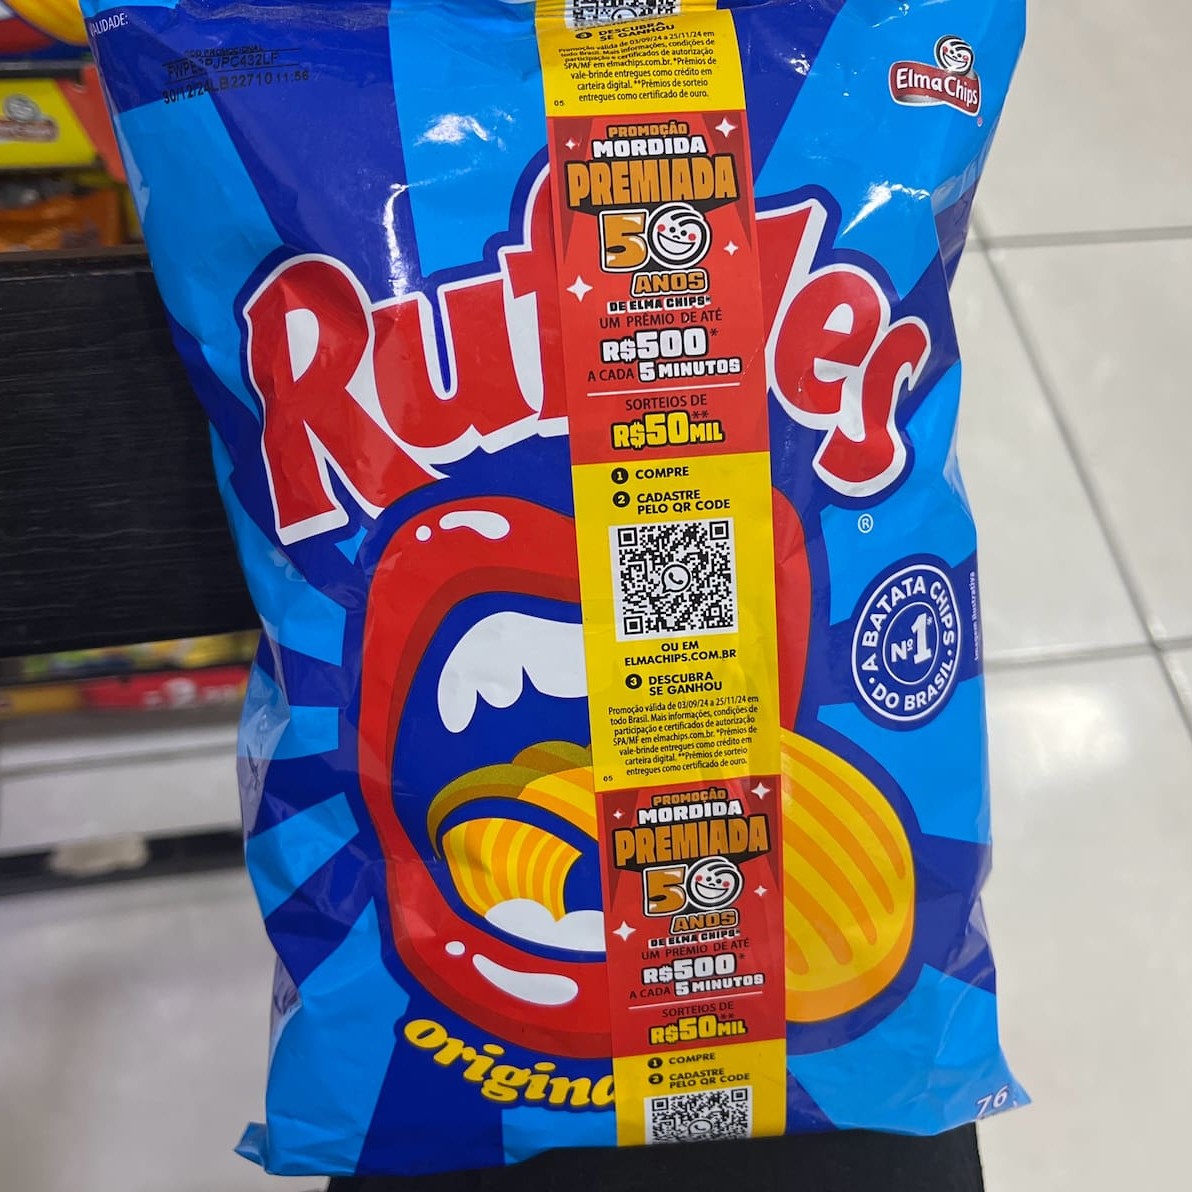 VALIDADE:
30/12/24LB22710 11:56
3 DESCUBRA
SE GANHOU
Promoção válida de 03/09/24 a 25/11/24 em
todo Brasil. Mais informações, condições de
participação e certificados de autorização
SPA/MF em elmachips.com.br. *Prêmios de
vale-brinde entregues como crédito em
carteira digital. **Prêmios de sorteio
entregues como certificado de ouro.
05
Elma Chips
PROMOÇÃO
MORDIDA
PREMIADA
50
ANOS
DE ELMA CHIPS*
UM PRÊMIO DE ATÉ
R$500*
A CADA 5 MINUTOS
SORTEIOS DE
R$50MIL**
1 COMPRE
2 CADASTRE
PELO QR CODE
OU EM
ELMACHIPS.COM.BR
3 DESCUBRA
SE GANHOU
Promoção válida de 03/09/24 a 25/11/24 em
todo Brasil. Mais informações, condições de
participação e certificados de autorização
SPA/MF em elmachips.com.br. *Prêmios de
vale-brinde entregues como crédito em
carteira digital. **Prêmios de sorteio
entregues como certificado de ouro.
05
Ruffles
®
A BATATA CHIPS
Nº1*
DO BRASIL
Imagem Ilustrativa
PROMOÇÃO
MORDIDA
PREMIADA
50
ANOS
DE ELMA CHIPS*
UM PRÊMIO DE ATÉ
R$500*
A CADA 5 MINUTOS
SORTEIOS DE
R$50MIL**
1 COMPRE
2 CADASTRE
PELO QR CODE
Origina
76